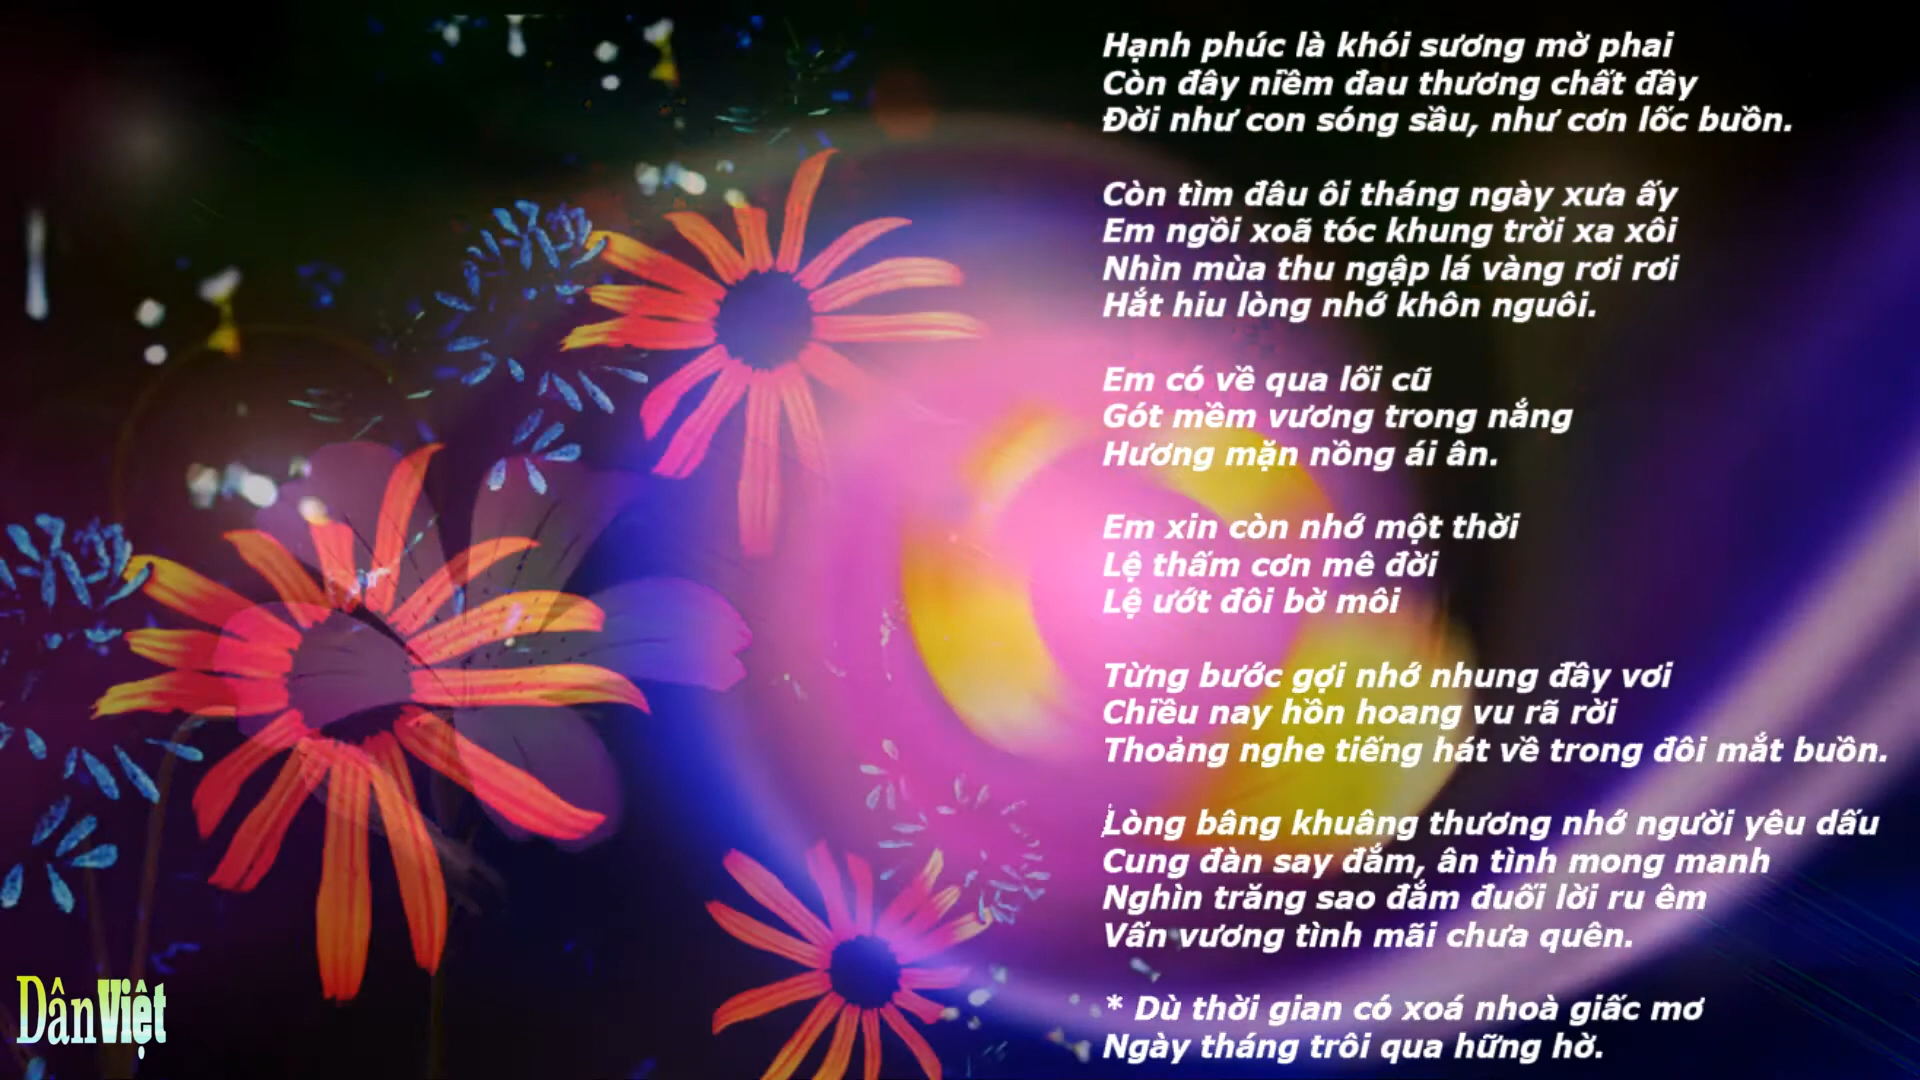 Hạnh phúc là khói sương mờ phai
Còn đây niềm đau thương chất đầy
Đời như con sóng sầu, như cơn lốc buồn.
Còn tìm đâu ôi tháng ngày xưa ấy
Em ngồi xoã tóc khung trời xa xôi
Nhìn mùa thu ngập lá vàng rơi rơi
Hắt hiu lòng nhớ khôn nguôi.
Em có về qua lối cũ
Gót mềm vương trong nắng
Hương mặn nồng ái ân.
Em xin còn nhớ một thời
Lệ thấm cơn mê đời
Lệ ướt đôi bờ môi
Từng bước gợi nhớ nhung đầy vơi
Chiều nay hồn hoang vu rã rời
Thoảng nghe tiếng hát về trong đôi mắt buồn.
Lòng bâng khuâng thương nhớ người yêu dấu
Cung đàn say đắm, ân tình mong manh
Nghìn trăng sao đắm đuối lời ru êm
Vấn vương tình mãi chưa quên.
* Dù thời gian có xoá nhoà giấc mơ
Ngày tháng trôi qua hững hờ.
Dân Việt